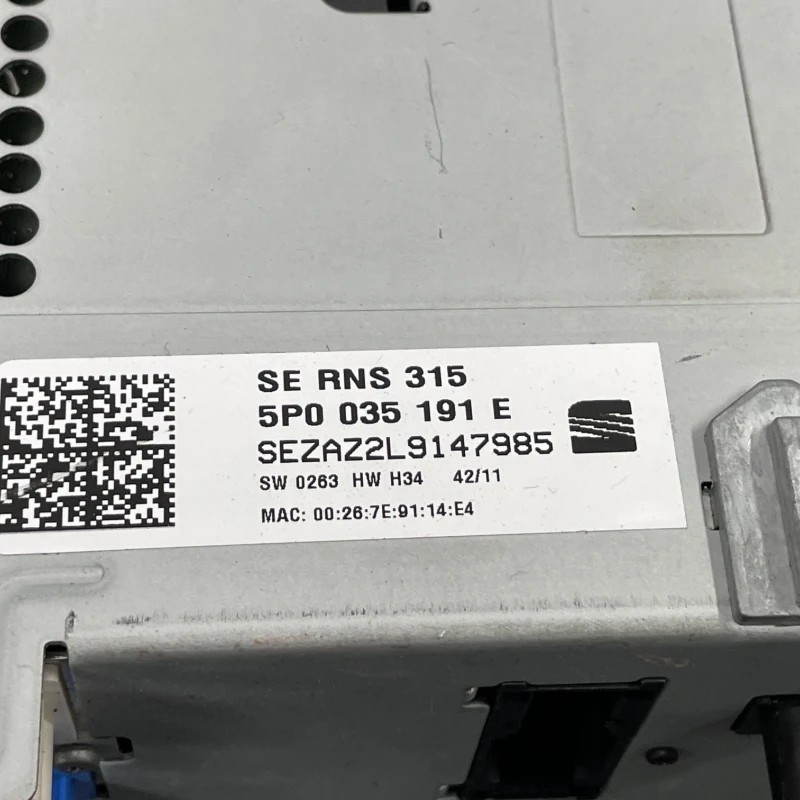 SE RNS 315
5P0 035 191 E
SEZAZ2L9147985
SW 0263 HW H34 42/11
MAC: 00:26:7E:91:14:E4